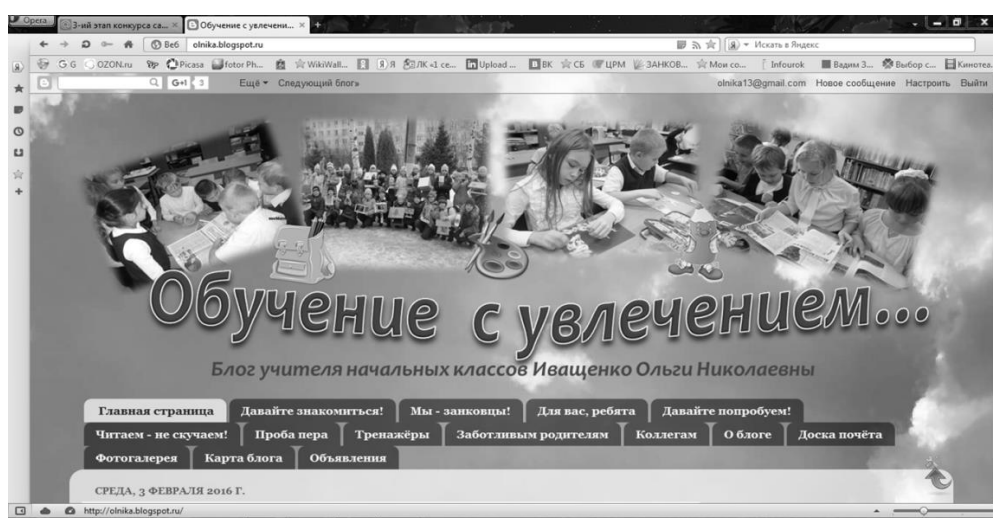 Opera 3-ий этап конкурса са... × Обучение с увлечени... × +
Веб olnika.blogspot.ru Искать в Яндекс
G G OZON.ru Picasa fotor Ph... WikiWall... Я ЛК «1 се... Upload ... ВК СБ ЦРМ ЗАНКОВ... Мои со... Infourok Вадим З... Выбор с... Кинотеа.
G+1 3 Ещё Следующий блог» olnika13@gmail.com Новое сообщение Настроить Выйти
Обучение с увлечением...
Блог учителя начальных классов Иващенко Ольги Николаевны
Главная страница Давайте знакомиться! Мы - занковцы! Для вас, ребята Давайте попробуем!
Читаем - не скучаем! Проба пера Тренажёры Заботливым родителям Коллегам О блоге Доска почёта
Фотогалерея Карта блога Объявления
СРЕДА, 3 ФЕВРАЛЯ 2016 Г.
http://olnika.blogspot.ru/